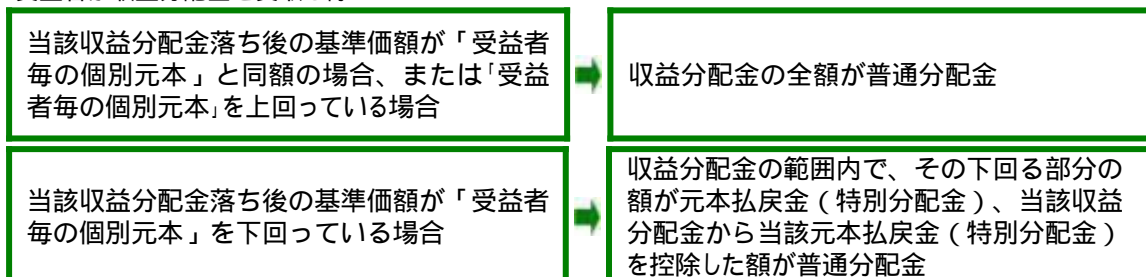 当該収益分配金落ち後の基準価額が「受益者
毎の個別元本」と同額の場合、または｢受益
者毎の個別元本｣を上回っている場合
収益分配金の全額が普通分配金
当該収益分配金落ち後の基準価額が「受益者
毎の個別元本」を下回っている場合
収益分配金の範囲内で、その下回る部分の
額が元本払戻金（特別分配金）、当該収益
分配金から当該元本払戻金（特別分配金）
を控除した額が普通分配金